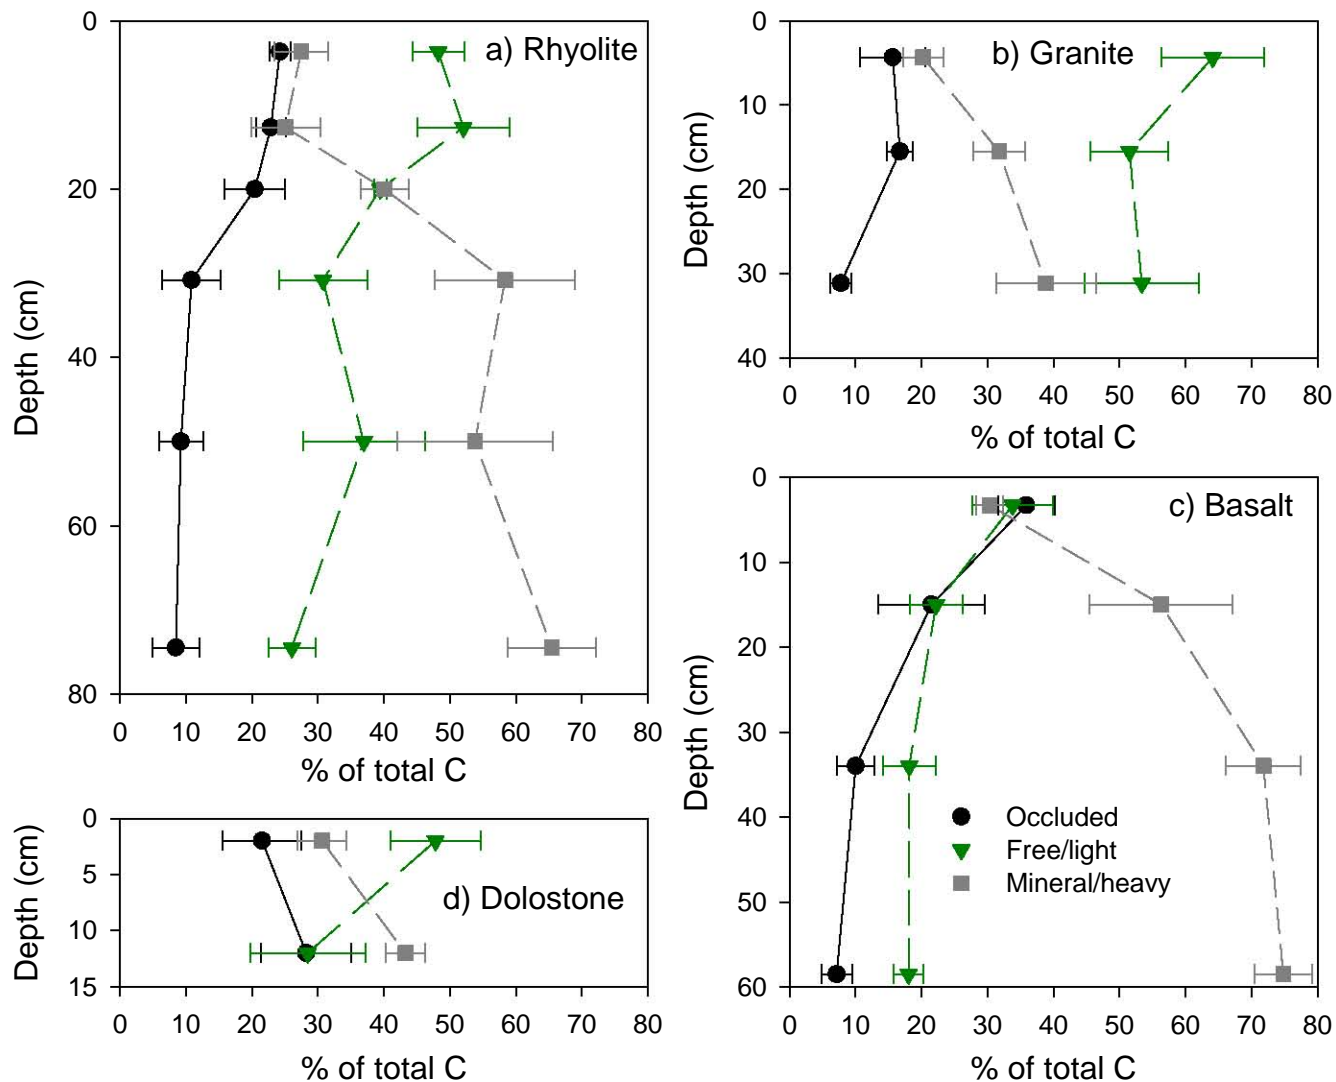 a) Rhyolite
0
20
40
60
80
Depth (cm)
0 10 20 30 40 50 60 70 80
% of total C
b) Granite
0
10
20
30
40
Depth (cm)
0 10 20 30 40 50 60 70 80
% of total C
c) Basalt
0
10
20
30
40
50
60
Depth (cm)
Occluded
Free/light
Mineral/heavy
0 10 20 30 40 50 60 70 80
% of total C
d) Dolostone
0
5
10
15
Depth (cm)
0 10 20 30 40 50 60 70 80
% of total C